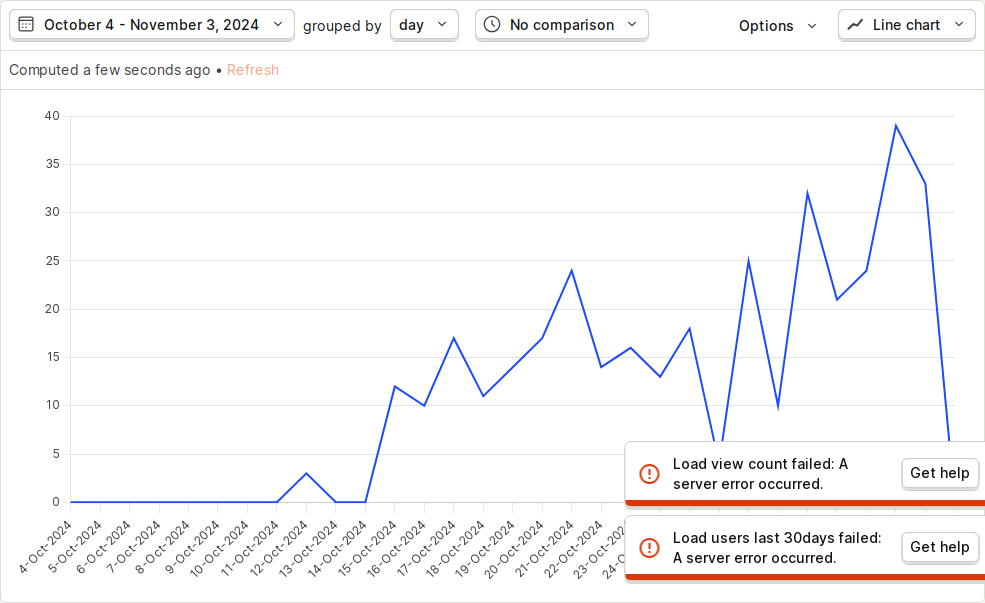 October 4 - November 3, 2024 grouped by day No comparison Options Line chart
Computed a few seconds ago • Refresh
40
35
30
25
20
15
10
5
0
4-Oct-2024
5-Oct-2024
6-Oct-2024
7-Oct-2024
8-Oct-2024
9-Oct-2024
10-Oct-2024
11-Oct-2024
12-Oct-2024
13-Oct-2024
14-Oct-2024
15-Oct-2024
16-Oct-2024
17-Oct-2024
18-Oct-2024
19-Oct-2024
20-Oct-2024
21-Oct-2024
22-Oct-2024
23-Oct-202
24-O
Load view count failed: A
server error occurred.
Get help
Load users last 30days failed:
A server error occurred.
Get help